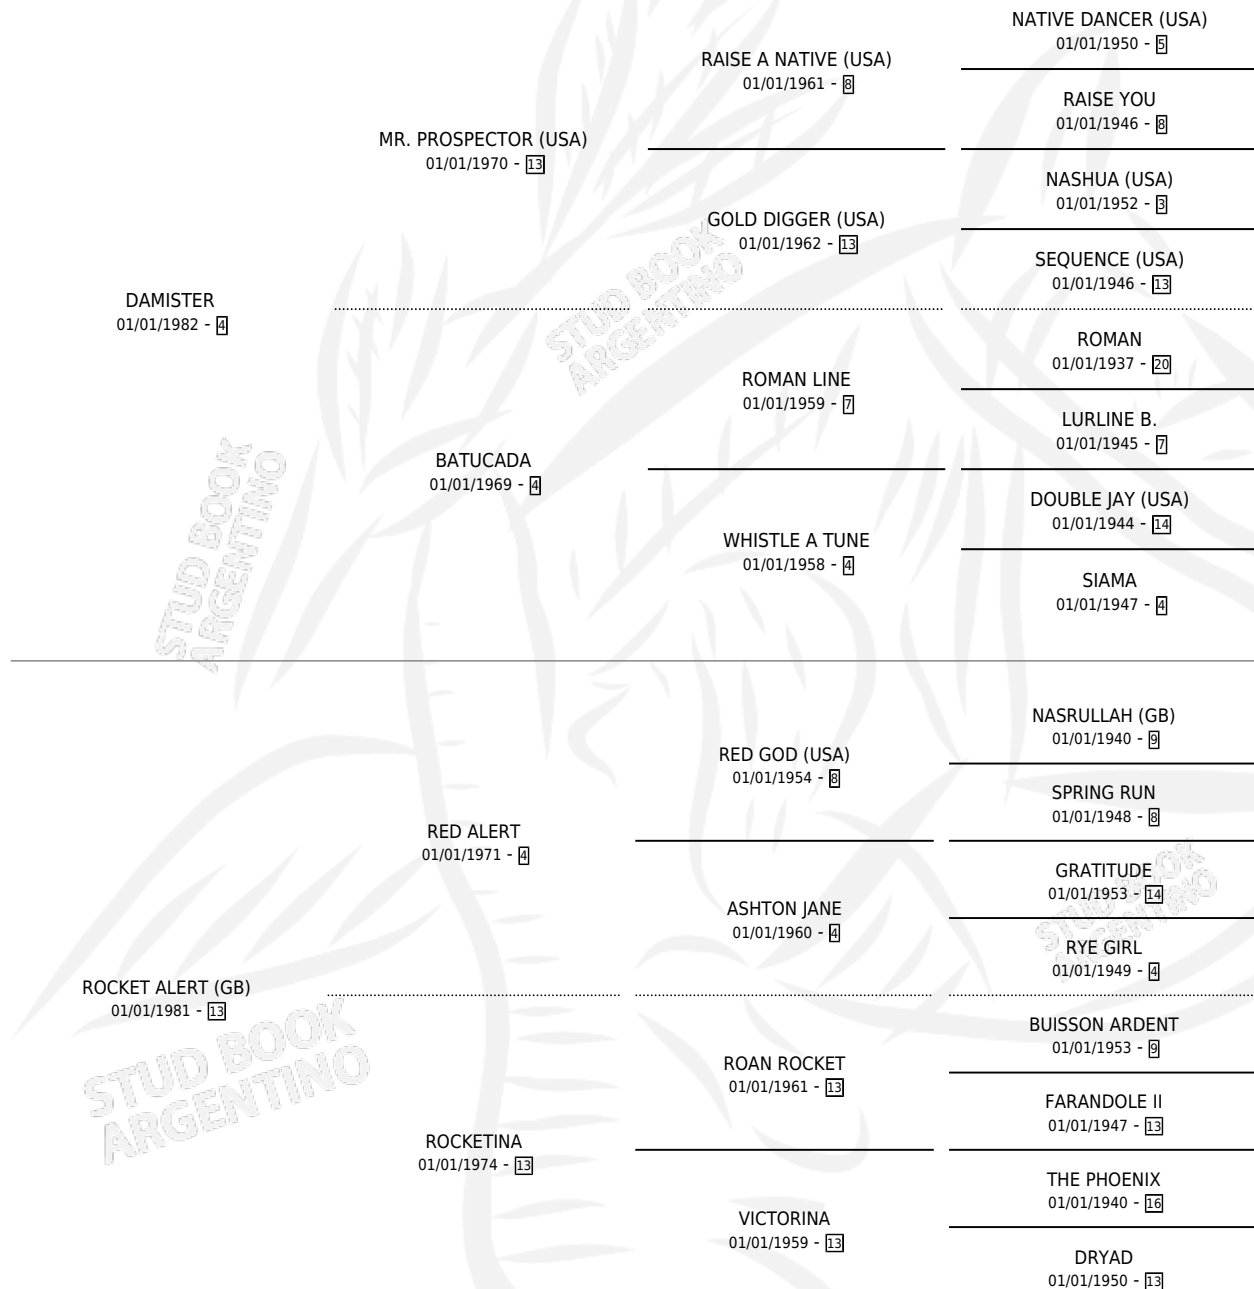 NATIVE DANCER (USA)
01/01/1950 - 5
RAISE A NATIVE (USA)
01/01/1961 - 8
RAISE YOU
01/01/1946 - 8
MR. PROSPECTOR (USA)
01/01/1970 - 13
NASHUA (USA)
01/01/1952 - 3
GOLD DIGGER (USA)
01/01/1962 - 13
SEQUENCE (USA)
01/01/1946 - 13
DAMISTER
01/01/1982 - 4
ROMAN
01/01/1937 - 20
ROMAN LINE
01/01/1959 - 7
LURLINE B.
01/01/1945 - 7
BATUCADA
01/01/1969 - 4
DOUBLE JAY (USA)
01/01/1944 - 14
WHISTLE A TUNE
01/01/1958 - 4
SIAMA
01/01/1947 - 4
NASRULLAH (GB)
01/01/1940 - 9
RED GOD (USA)
01/01/1954 - 8
SPRING RUN
01/01/1948 - 8
RED ALERT
01/01/1971 - 4
GRATITUDE
01/01/1953 - 14
ASHTON JANE
01/01/1960 - 4
RYE GIRL
01/01/1949 - 4
ROCKET ALERT (GB)
01/01/1981 - 13
BUISSON ARDENT
01/01/1953 - 9
ROAN ROCKET
01/01/1961 - 13
FARANDOLE II
01/01/1947 - 13
ROCKETINA
01/01/1974 - 13
THE PHOENIX
01/01/1940 - 16
VICTORINA
01/01/1959 - 13
DRYAD
01/01/1950 - 13
STUD BOOK
ARGENTINO
STUD BOOK
ARGENTINO
STUD BOOK
ARGENTINO
STUD BOOK
ARGENTINO